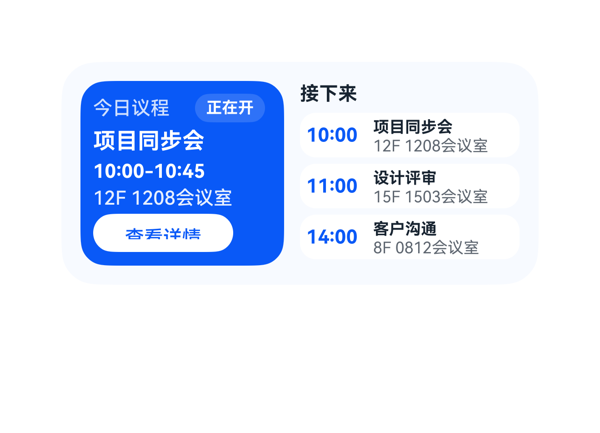 今日议程
正在开
项目同步会
10:00-10:45
12F 1208会议室
查看详情
接下来
10:00
项目同步会
12F 1208会议室
11:00
设计评审
15F 1503会议室
14:00
客户沟通
8F 0812会议室